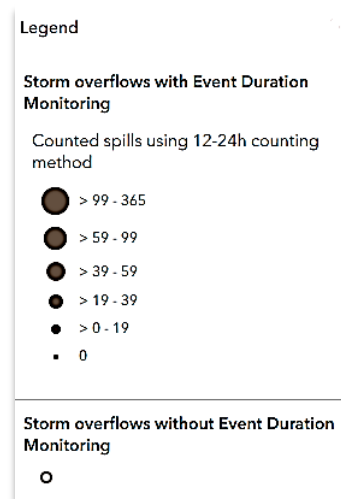 Legend
Storm overflows with Event Duration
Monitoring
Counted spills using 12-24h counting
method
> 99 - 365
> 59 - 99
> 39 - 59
> 19 - 39
> 0 - 19
0
Storm overflows without Event Duration
Monitoring